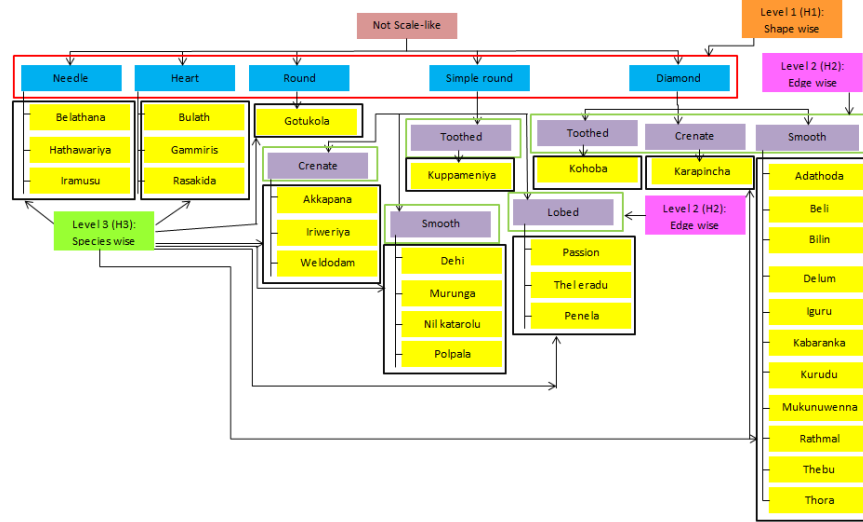 Not Scale-like
Level 1 (H1):
Shape wise
Needle
Heart
Round
Simple round
Diamond
Level 2 (H2):
Edge wise
Belathana
Hathawariya
Iramusu
Bulath
Gammiris
Rasakida
Gotukola
Crenate
Akkapana
Iriweriya
Weldodam
Toothed
Kuppameniya
Smooth
Dehi
Murunga
Nil katarolu
Polpala
Lobed
Passion
Thel eradu
Penela
Toothed
Kohoba
Crenate
Karapincha
Smooth
Adathoda
Beli
Bilin
Delum
Iguru
Kabaranka
Kurudu
Mukunuwenna
Rathmal
Thebu
Thora
Level 2 (H2):
Edge wise
Level 3 (H3):
Species wise